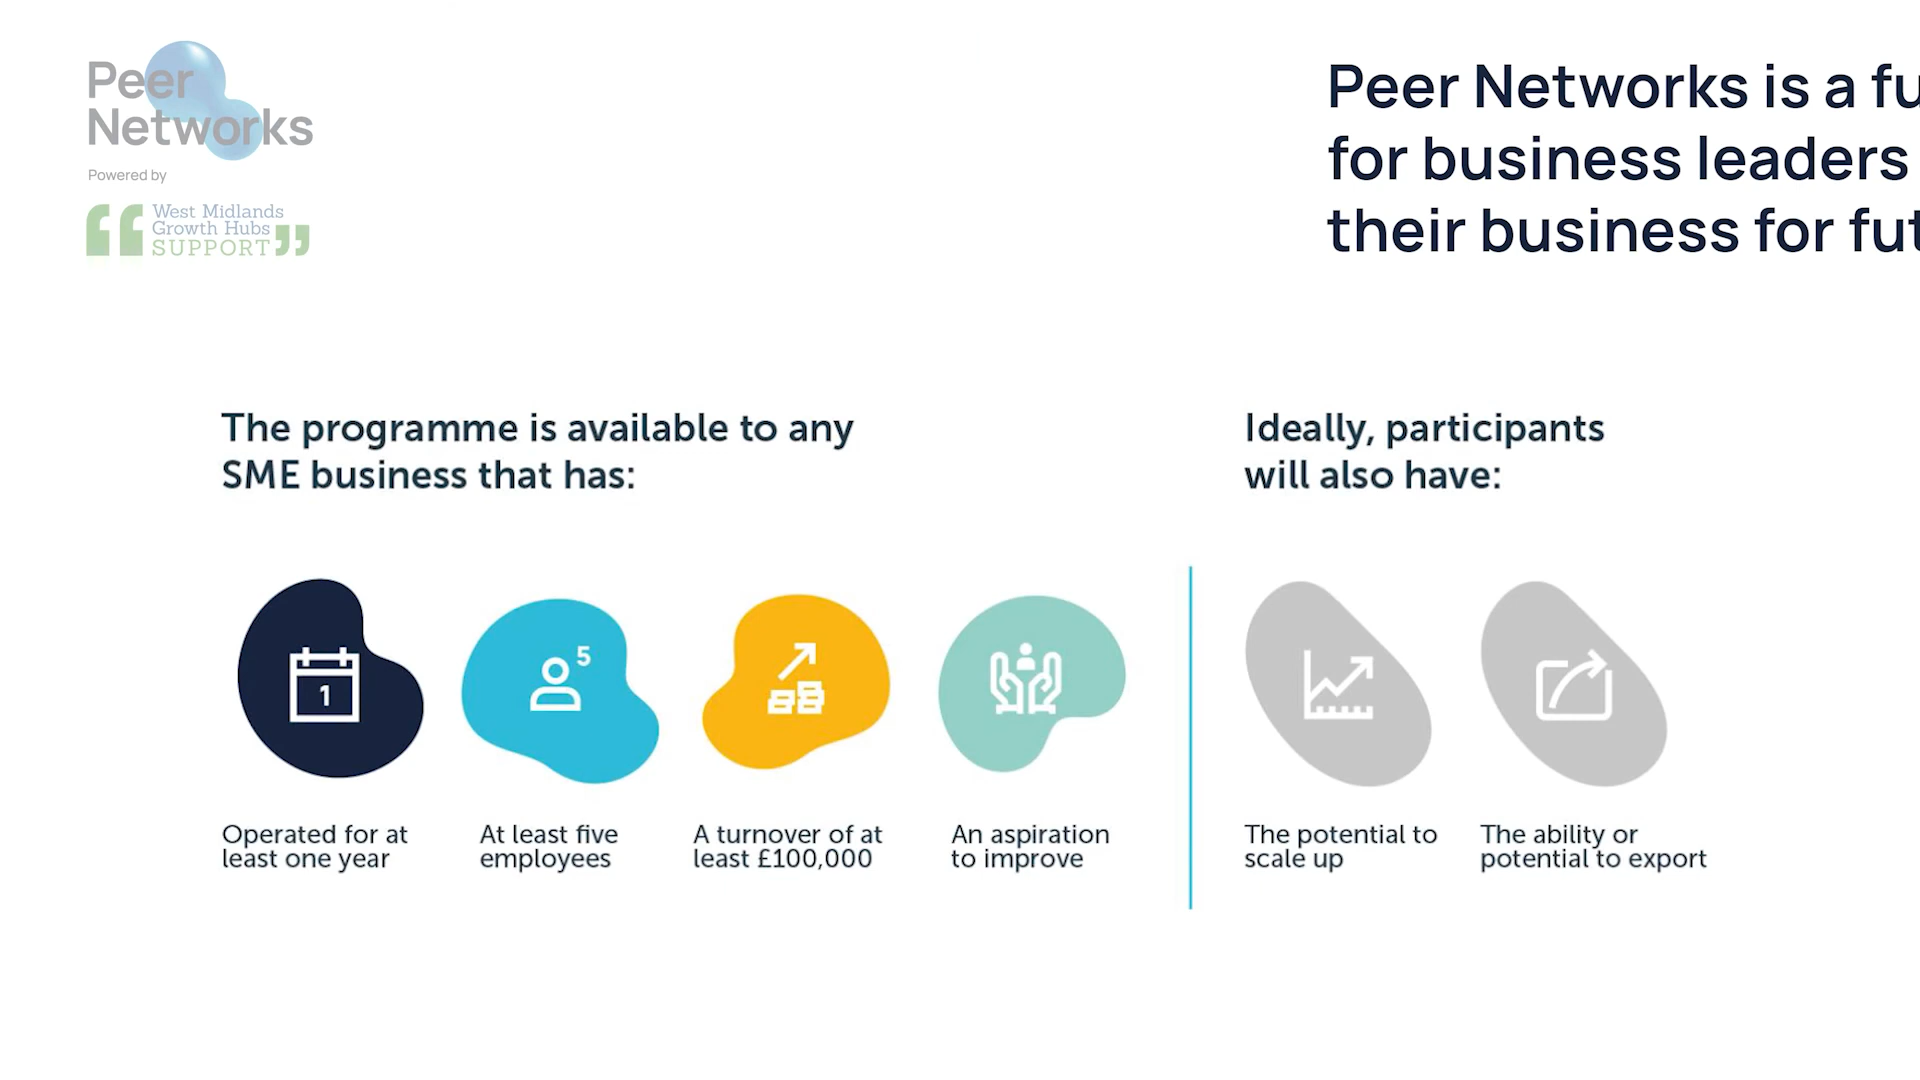 Peer
Networks
Powered by
West Midlands
Growth Hubs
SUPPORT
Peer Networks is a fu
for business leaders
their business for fut
The programme is available to any
SME business that has:
Ideally, participants
will also have:
1
5
Operated for at
least one year
At least five
employees
A turnover of at
least £100,000
An aspiration
to improve
The potential to
scale up
The ability or
potential to export